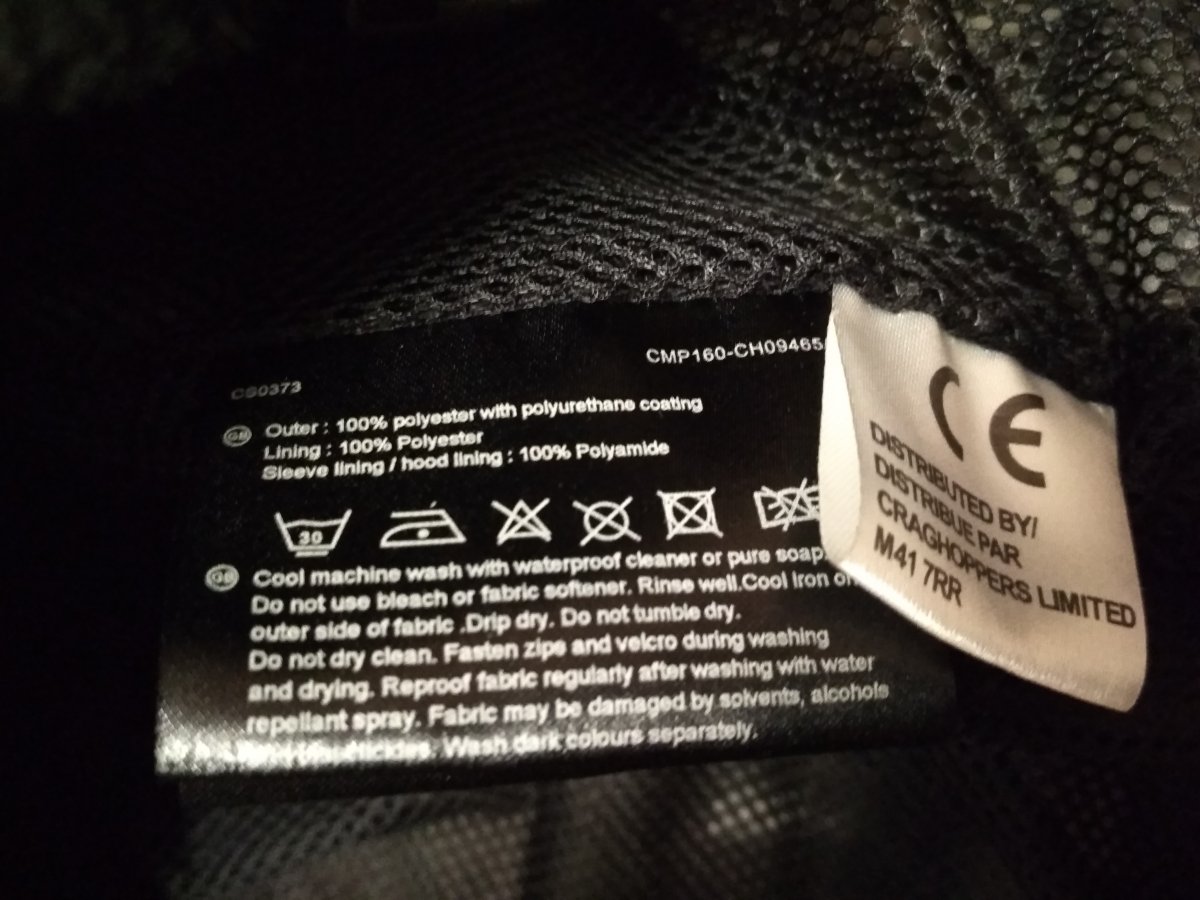 CMP160-CH09465
CS0373
GB Outer : 100% polyester with polyurethane coating
Lining : 100% Polyester
Sleeve lining / hood lining : 100% Polyamide
30
GB Cool machine wash with waterproof cleaner or pure soap.
Do not use bleach or fabric softener. Rinse well.Cool Iron on
outer side of fabric .Drip dry. Do not tumble dry.
Do not dry clean. Fasten zips and velcro during washing
and drying. Reproof fabric regularly after washing with water
repellant spray. Fabric may be damaged by solvents, alcohols
Wash dark colours separately.
CE
DISTRIBUTED BY/
DISTRIBUE PAR
CRAGHOPPERS LIMITED
M41 7RR